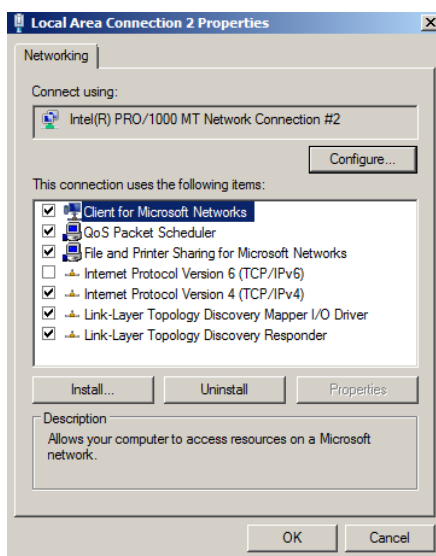 Local Area Connection 2 Properties
Networking
Connect using:
Intel(R) PRO/1000 MT Network Connection #2
Configure...
This connection uses the following items:
Client for Microsoft Networks
QoS Packet Scheduler
File and Printer Sharing for Microsoft Networks
Internet Protocol Version 6 (TCP/IPv6)
Internet Protocol Version 4 (TCP/IPv4)
Link-Layer Topology Discovery Mapper I/O Driver
Link-Layer Topology Discovery Responder
Install... Uninstall Properties
Description
Allows your computer to access resources on a Microsoft
network.
OK Cancel